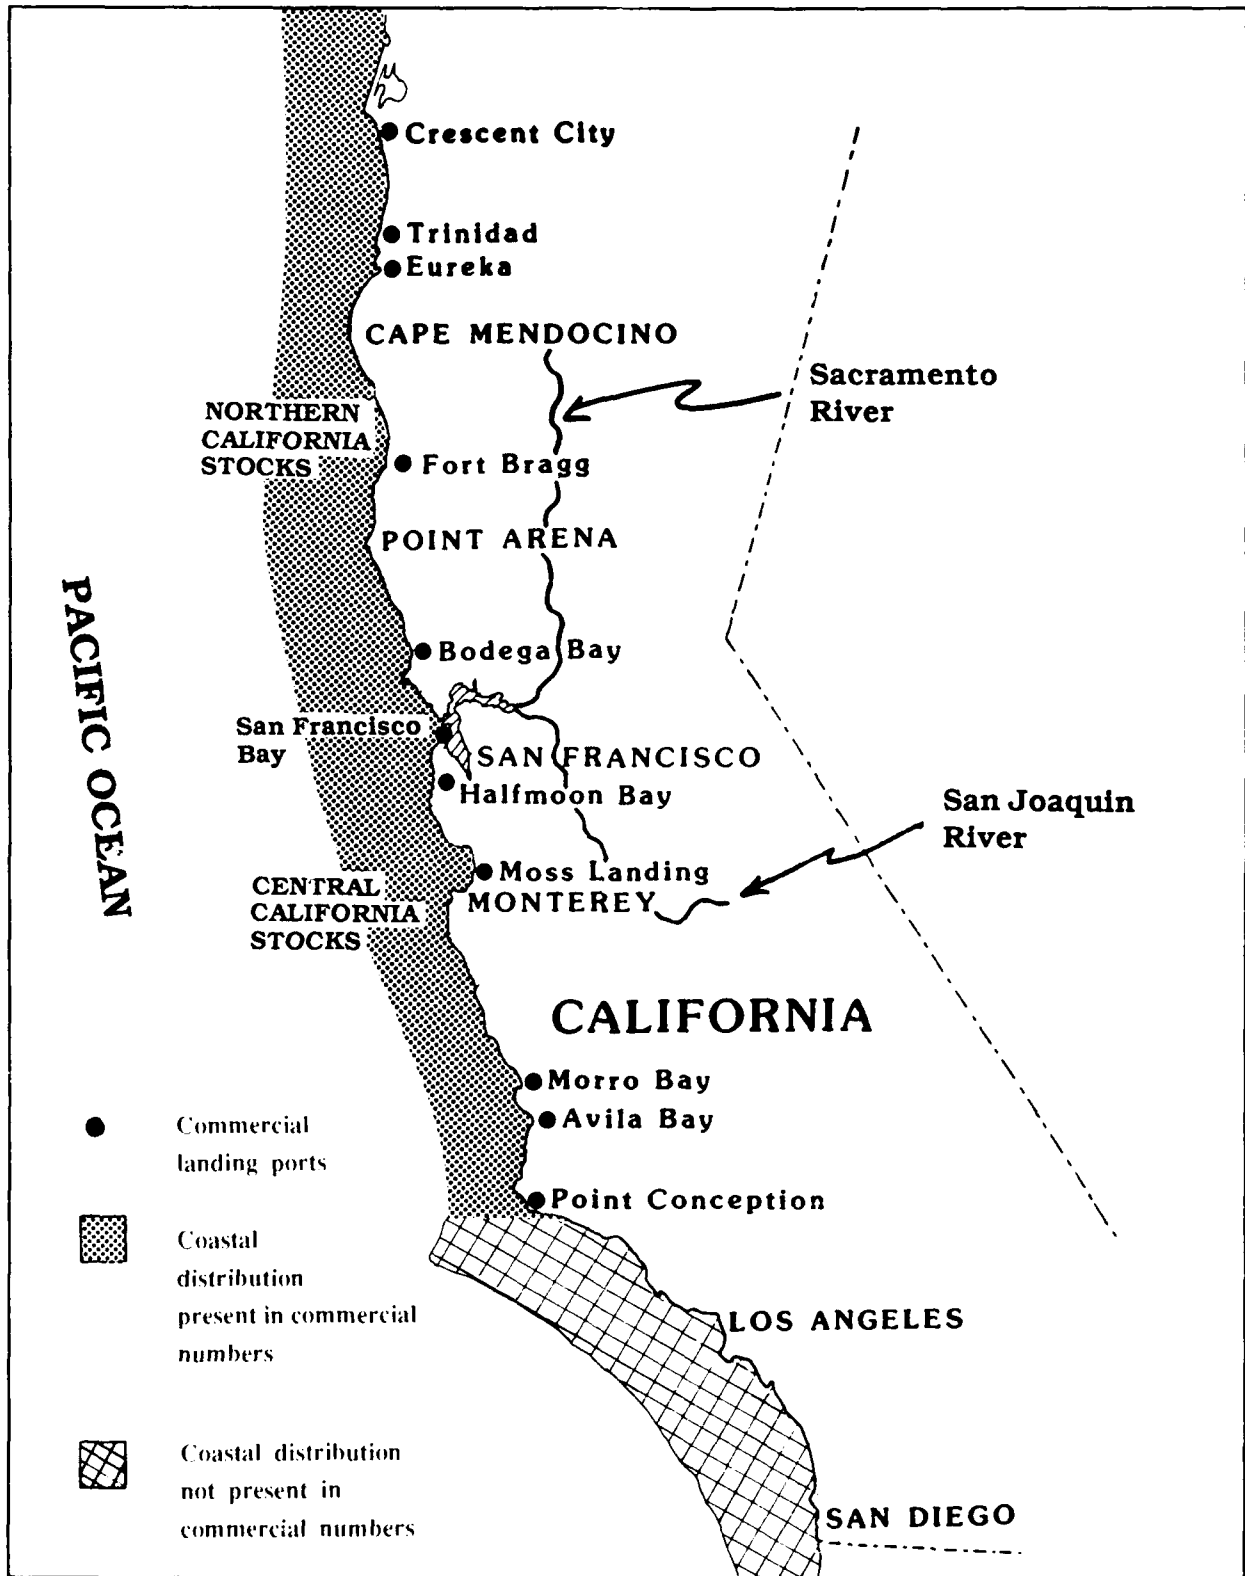 Crescent City
Trinidad
Eureka
CAPE MENDOCINO
Sacramento
River
NORTHERN
CALIFORNIA
STOCKS
Fort Bragg
POINT ARENA
PACIFIC OCEAN
Bodega Bay
San Francisco
Bay
SAN FRANCISCO
Halfmoon Bay
San Joaquin
River
Moss Landing
MONTEREY
CENTRAL
CALIFORNIA
STOCKS
CALIFORNIA
Morro Bay
Avila Bay
Point Conception
LOS ANGELES
SAN DIEGO
Commercial
landing ports
Coastal
distribution
present in commercial
numbers
Coastal distribution
not present in
commercial numbers